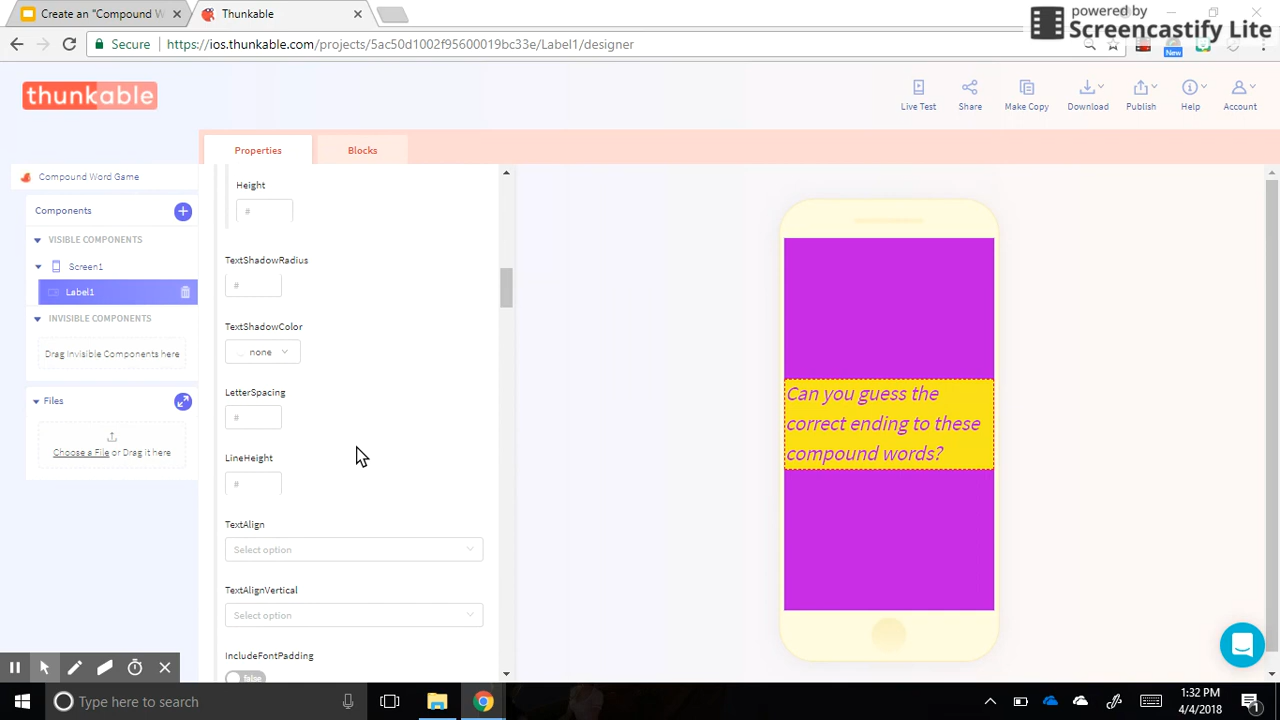 Create an "Compound W
Thunkable
powered by
Screencastify Lite
Secure
https://ios.thunkable.com/projects/5ac50d1002f95f0119bc33e/Label1/designer
New
thunkable
Live Test
Share
Make Copy
Download
Publish
Help
Account
Properties
Blocks
Compound Word Game
Components
VISIBLE COMPONENTS
Screen1
Label1
INVISIBLE COMPONENTS
Drag Invisible Components here
Files
Choose a File or Drag it here
Height
#
TextShadowRadius
#
TextShadowColor
none
LetterSpacing
#
LineHeight
#
TextAlign
Select option
TextAlignVertical
Select option
IncludeFontPadding
false
Can you guess the
correct ending to these
compound words?
Type here to search
1:32 PM
4/4/2018